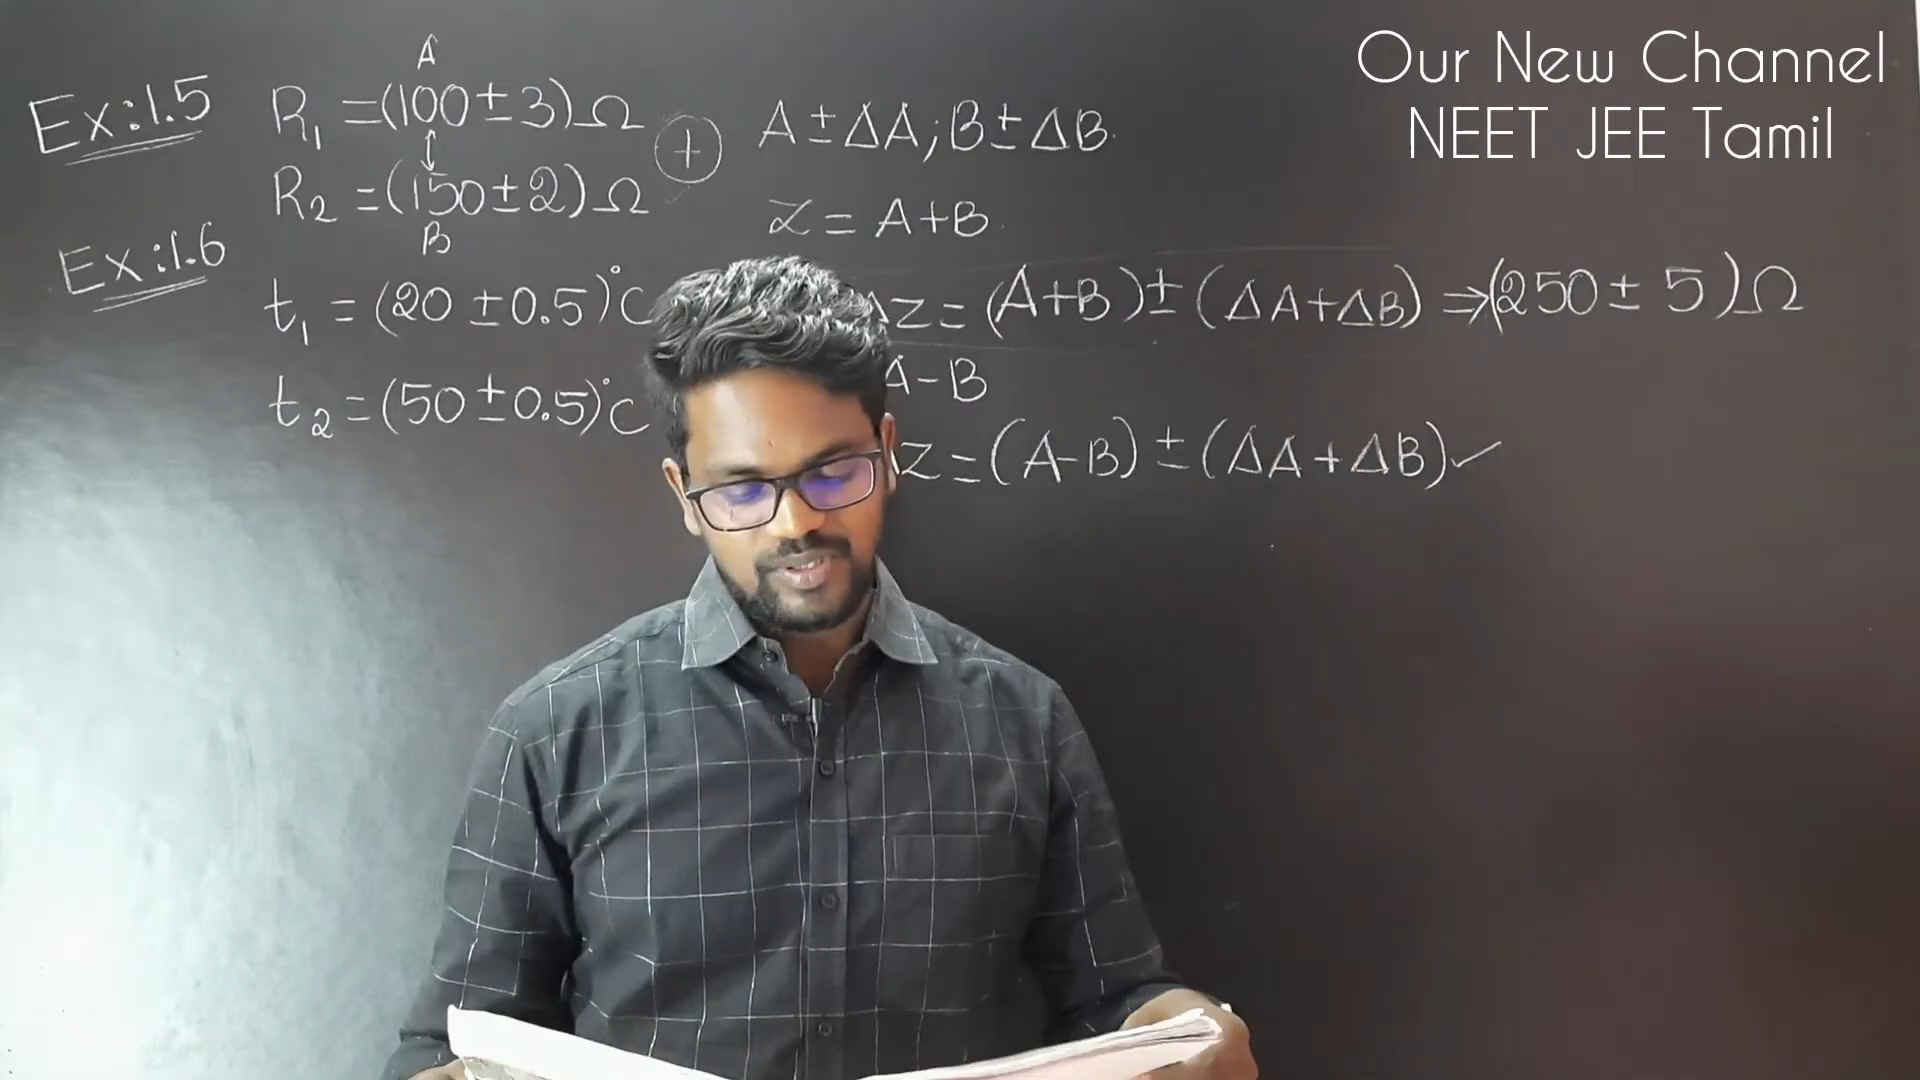 Our New Channel
NEET JEE Tamil
Ex:1.5
A
R₁ =(100±3)Ω
↕
R₂ =(150±2)Ω
B
+
Ex:1.6
t₁ = (20 ±0.5)°C
t₂ =(50±0.5)°C
A±ΔA; B±ΔB
Z = A+B
Z = (A+B)±(ΔA+ΔB) ⇒ (250± 5)Ω
A-B
Z = (A-B) ± (ΔA+ΔB) ✓